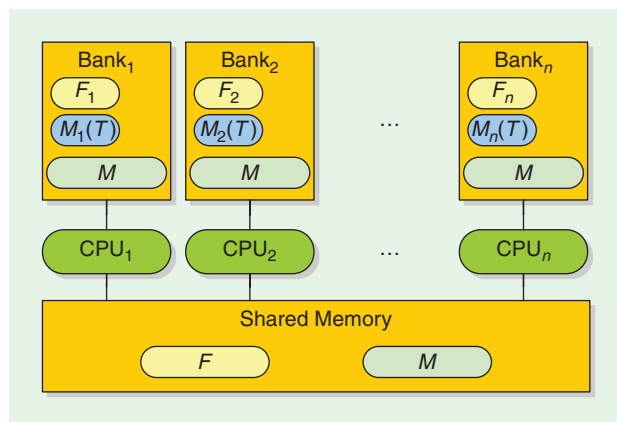 Bank₁ Bank₂ Bankₙ
F₁ F₂ Fₙ
M₁(T) M₂(T) ... Mₙ(T)
M M M
CPU₁ CPU₂ ... CPUₙ
Shared Memory
F M